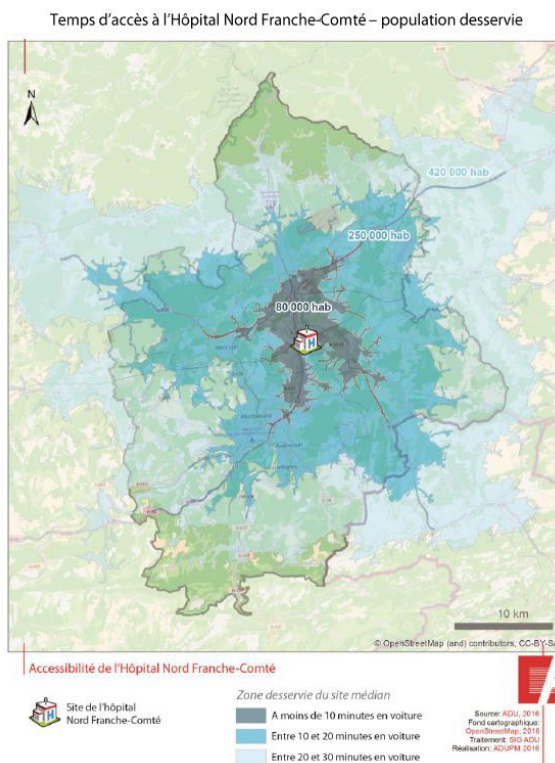 Temps d'accès à l'Hôpital Nord Franche-Comté – population desservie
N
420 000 hab
250 000 hab
80 000 hab
H
10 km
© OpenStreetMap (and) contributors, CC-BY-SA
Accessibilité de l'Hôpital Nord Franche-Comté
Site de l'hôpital
Nord Franche-Comté
Zone desservie du site médian
A moins de 10 minutes en voiture
Entre 10 et 20 minutes en voiture
Entre 20 et 30 minutes en voiture
Source: ADU, 2016
Fond cartographique:
OpenStreetMap, 2016
Traitement: SIG ADU
Réalisation: ADUPM 2016